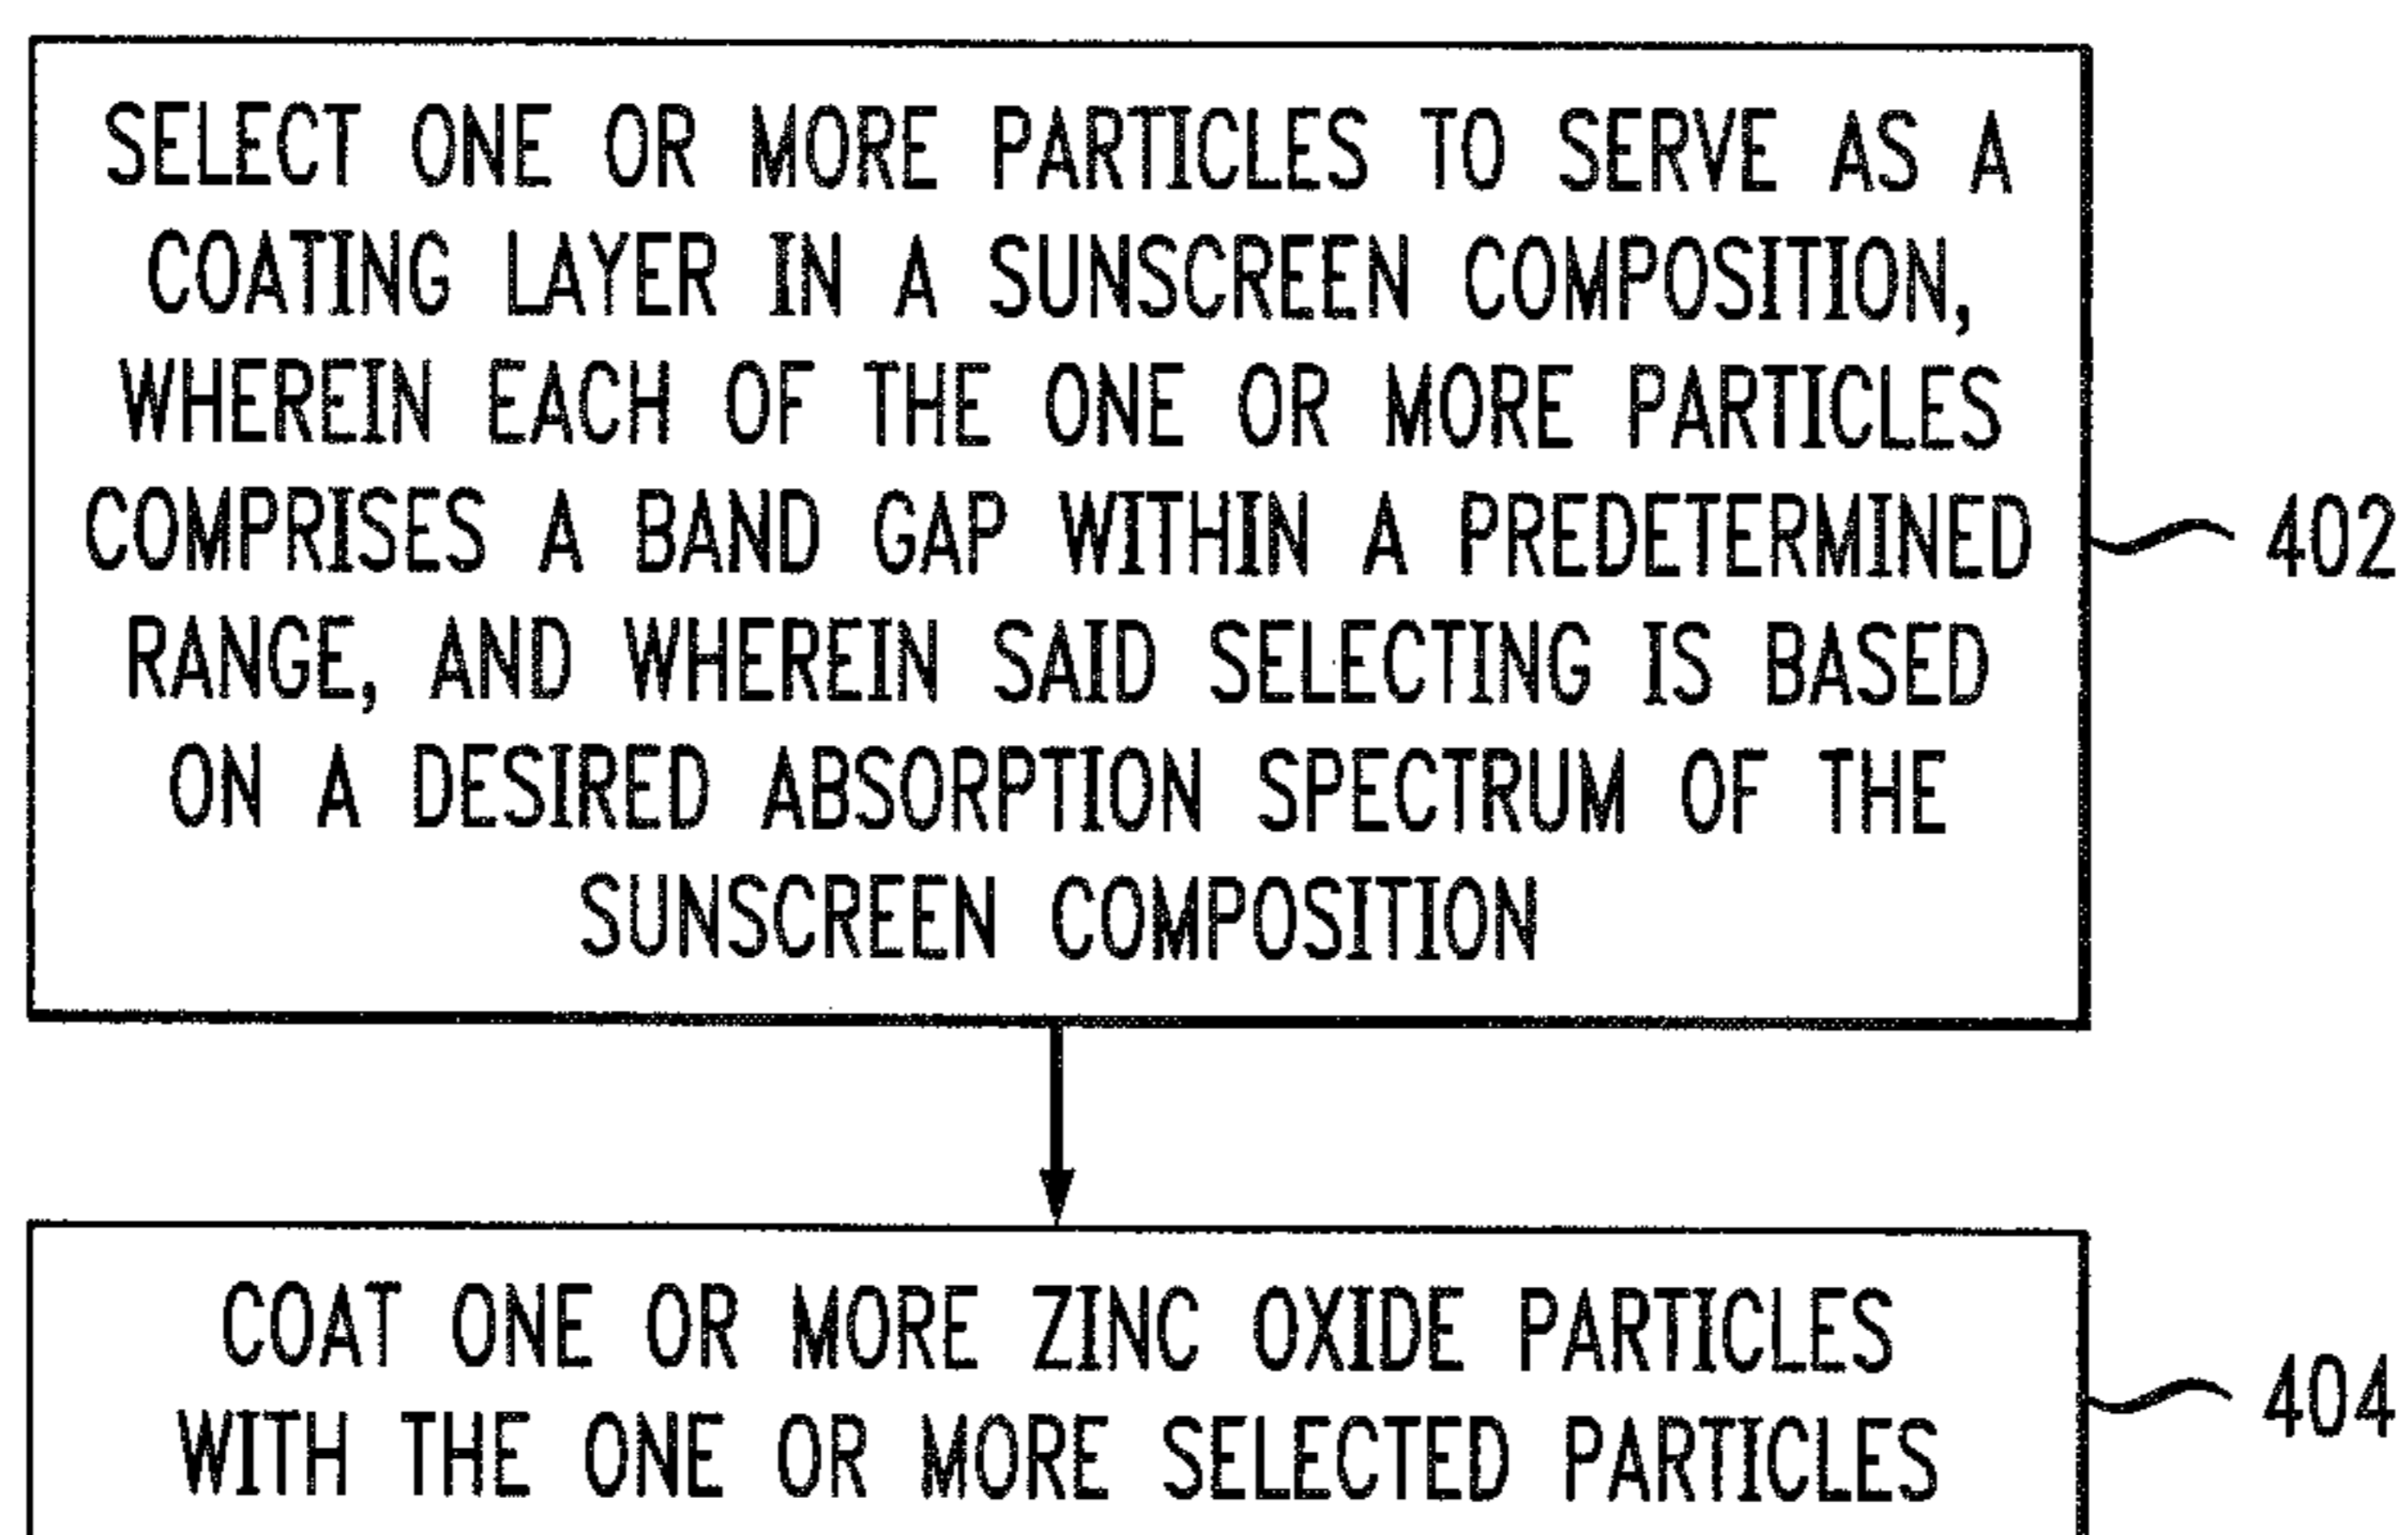 SELECT ONE OR MORE PARTICLES TO SERVE AS A
COATING LAYER IN A SUNSCREEN COMPOSITION,
WHEREIN EACH OF THE ONE OR MORE PARTICLES
COMPRISES A BAND GAP WITHIN A PREDETERMINED
RANGE, AND WHEREIN SAID SELECTING IS BASED
ON A DESIRED ABSORPTION SPECTRUM OF THE
SUNSCREEN COMPOSITION
402
COAT ONE OR MORE ZINC OXIDE PARTICLES
WITH THE ONE OR MORE SELECTED PARTICLES
404